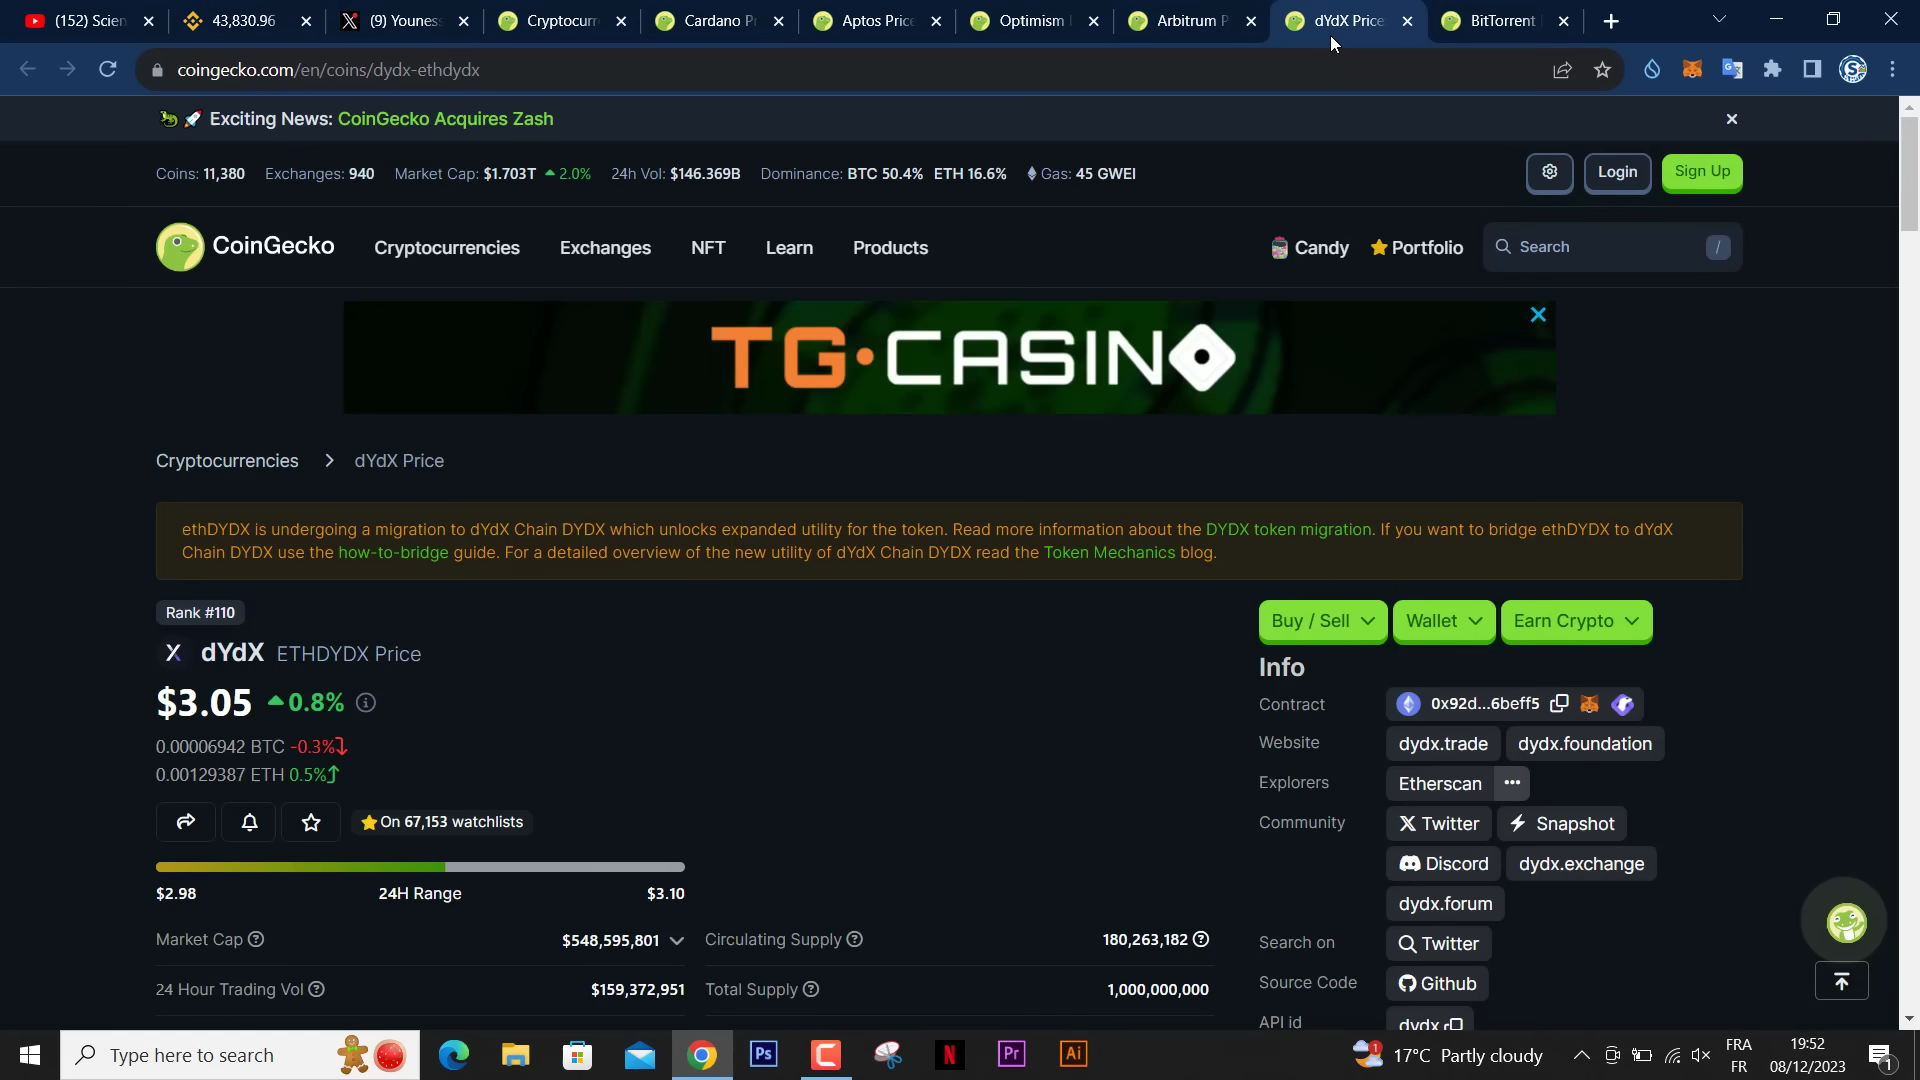 (152) Scien
43,830.96
(9) Youness
Cryptocurr
Cardano P
Aptos Price
Optimism
Arbitrum P
dYdX Price
BitTorrent
coingecko.com/en/coins/dydx-ethdydx
Exciting News: CoinGecko Acquires Zash
Coins: 11,380 Exchanges: 940 Market Cap: $1.703T 2.0% 24h Vol: $146.369B Dominance: BTC 50.4% ETH 16.6% Gas: 45 GWEI
Login
Sign Up
CoinGecko
Cryptocurrencies Exchanges NFT Learn Products
Candy Portfolio
Search /
TG·CASINO
Cryptocurrencies > dYdX Price
ethDYDX is undergoing a migration to dYdX Chain DYDX which unlocks expanded utility for the token. Read more information about the DYDX token migration. If you want to bridge ethDYDX to dYdX
Chain DYDX use the how-to-bridge guide. For a detailed overview of the new utility of dYdX Chain DYDX read the Token Mechanics blog.
Rank #110
dYdX ETHDYDX Price
$3.05 0.8%
0.00006942 BTC -0.3%
0.00129387 ETH 0.5%
On 67,153 watchlists
$2.98 24H Range $3.10
Market Cap $548,595,801
Circulating Supply 180,263,182
24 Hour Trading Vol $159,372,951
Total Supply 1,000,000,000
Buy / Sell Wallet Earn Crypto
Info
Contract 0x92d...6beff5
Website dydx.trade dydx.foundation
Explorers Etherscan
Community Twitter Snapshot
Discord dydx.exchange
dydx.forum
Search on Twitter
Source Code Github
API id dydx
Type here to search
Ps
N
Pr
Ai
1
17°C Partly cloudy
FRA
FR
19:52
08/12/2023
1